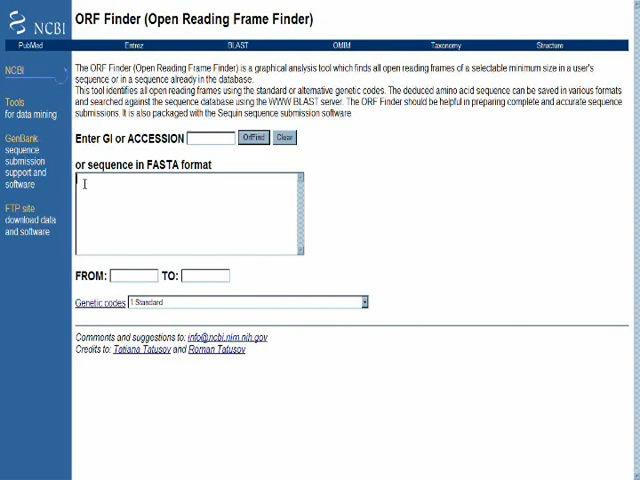 NCBI
ORF Finder (Open Reading Frame Finder)
PubMed Entrez BLAST OMIM Taxonomy Structure
NCBI
Tools
for data mining
GenBank
sequence
submission
support and
software
FTP site
download data
and software
The ORF Finder (Open Reading Frame Finder) is a graphical analysis tool which finds all open reading frames of a selectable minimum size in a user's
sequence or in a sequence already in the database.
This tool identifies all open reading frames using the standard or alternative genetic codes. The deduced amino acid sequence can be saved in various formats
and searched against the sequence database using the WWW BLAST server. The ORF Finder should be helpful in preparing complete and accurate sequence
submissions. It is also packaged with the Sequin sequence submission software
Enter GI or ACCESSION OrfFind Clear
or sequence in FASTA format
FROM: TO:
Genetic codes 1 Standard
Comments and suggestions to: info@ncbi.nlm.nih.gov
Credits to: Tatiana Tatusov and Roman Tatusov